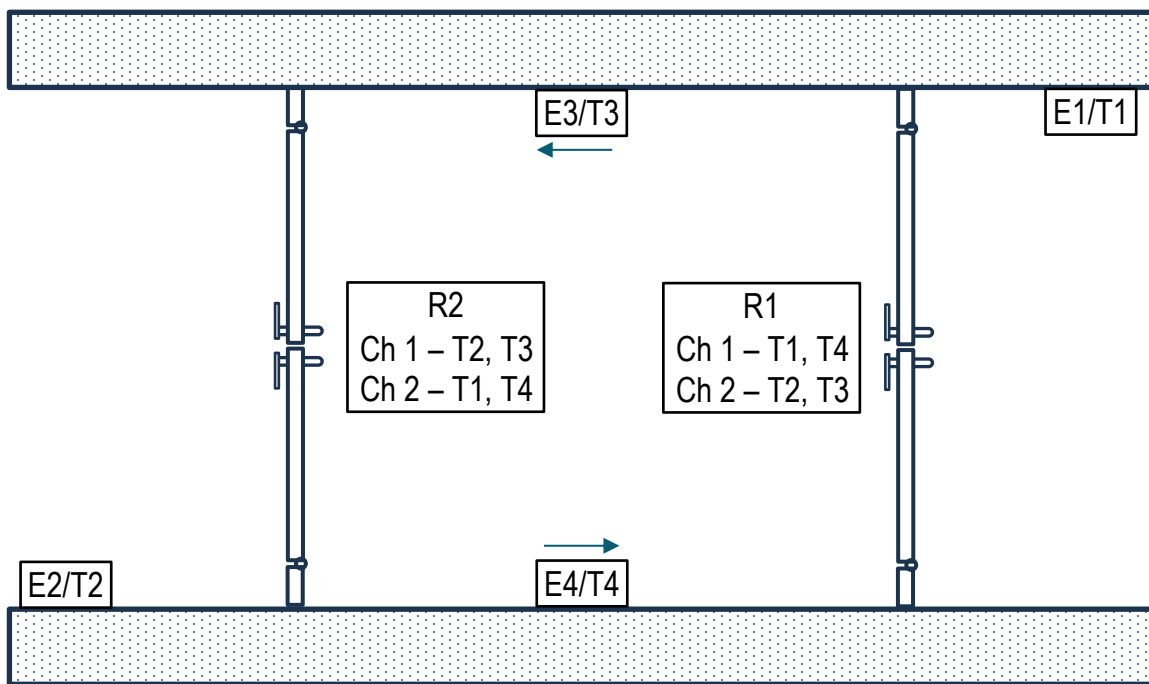 E3/T3
E1/T1
R2
Ch 1 – T2, T3
Ch 2 – T1, T4
R1
Ch 1 – T1, T4
Ch 2 – T2, T3
E2/T2
E4/T4